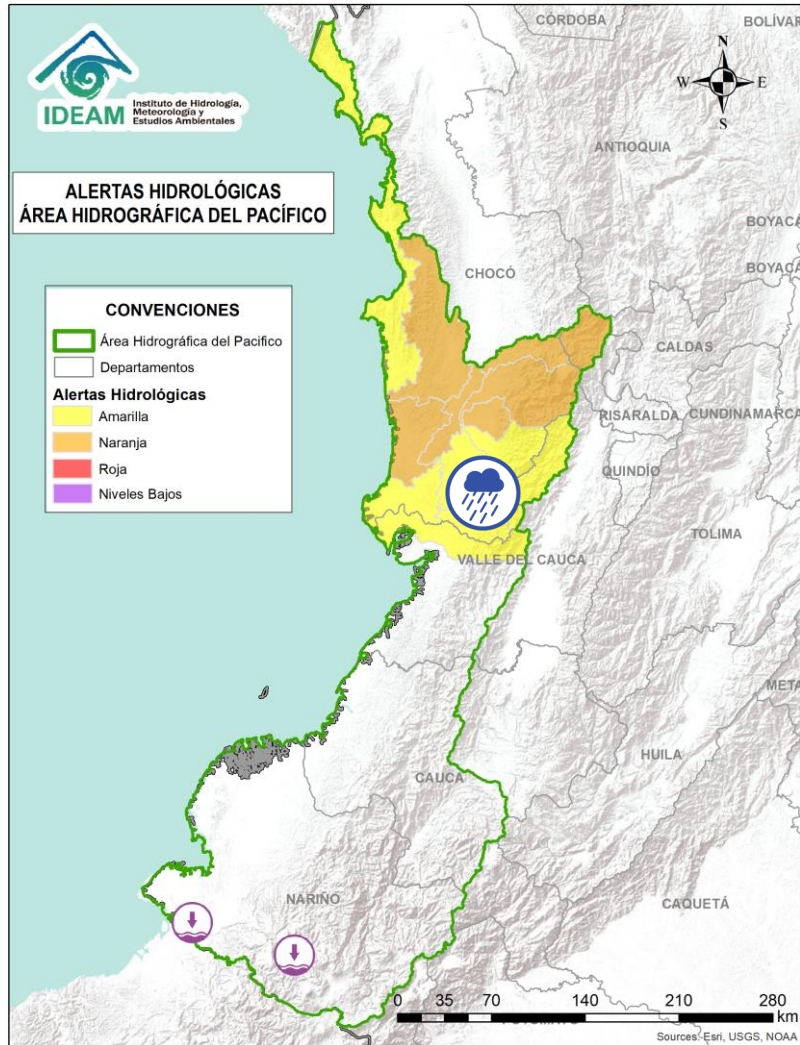 IDEAM
Instituto de Hidrología,
Meteorología y
Estudios Ambientales
ALERTAS HIDROLÓGICAS
ÁREA HIDROGRÁFICA DEL PACÍFICO
CONVENCIONES
Área Hidrográfica del Pacifico
Departamentos
Alertas Hidrológicas
Amarilla
Naranja
Roja
Niveles Bajos
N
W
E
S
CÓRDOBA
BOLÍVAR
ANTIOQUIA
BOYACÁ
BOYACÁ
CHOCÓ
CALDAS
RISARALDA
CUNDINAMARCA
QUINDÍO
TOLIMA
VALLE DEL CAUCA
META
HUILA
CAUCA
NARIÑO
CAQUETÁ
0 35 70 140 210 280
km
Sources: Esri, USGS, NOAA